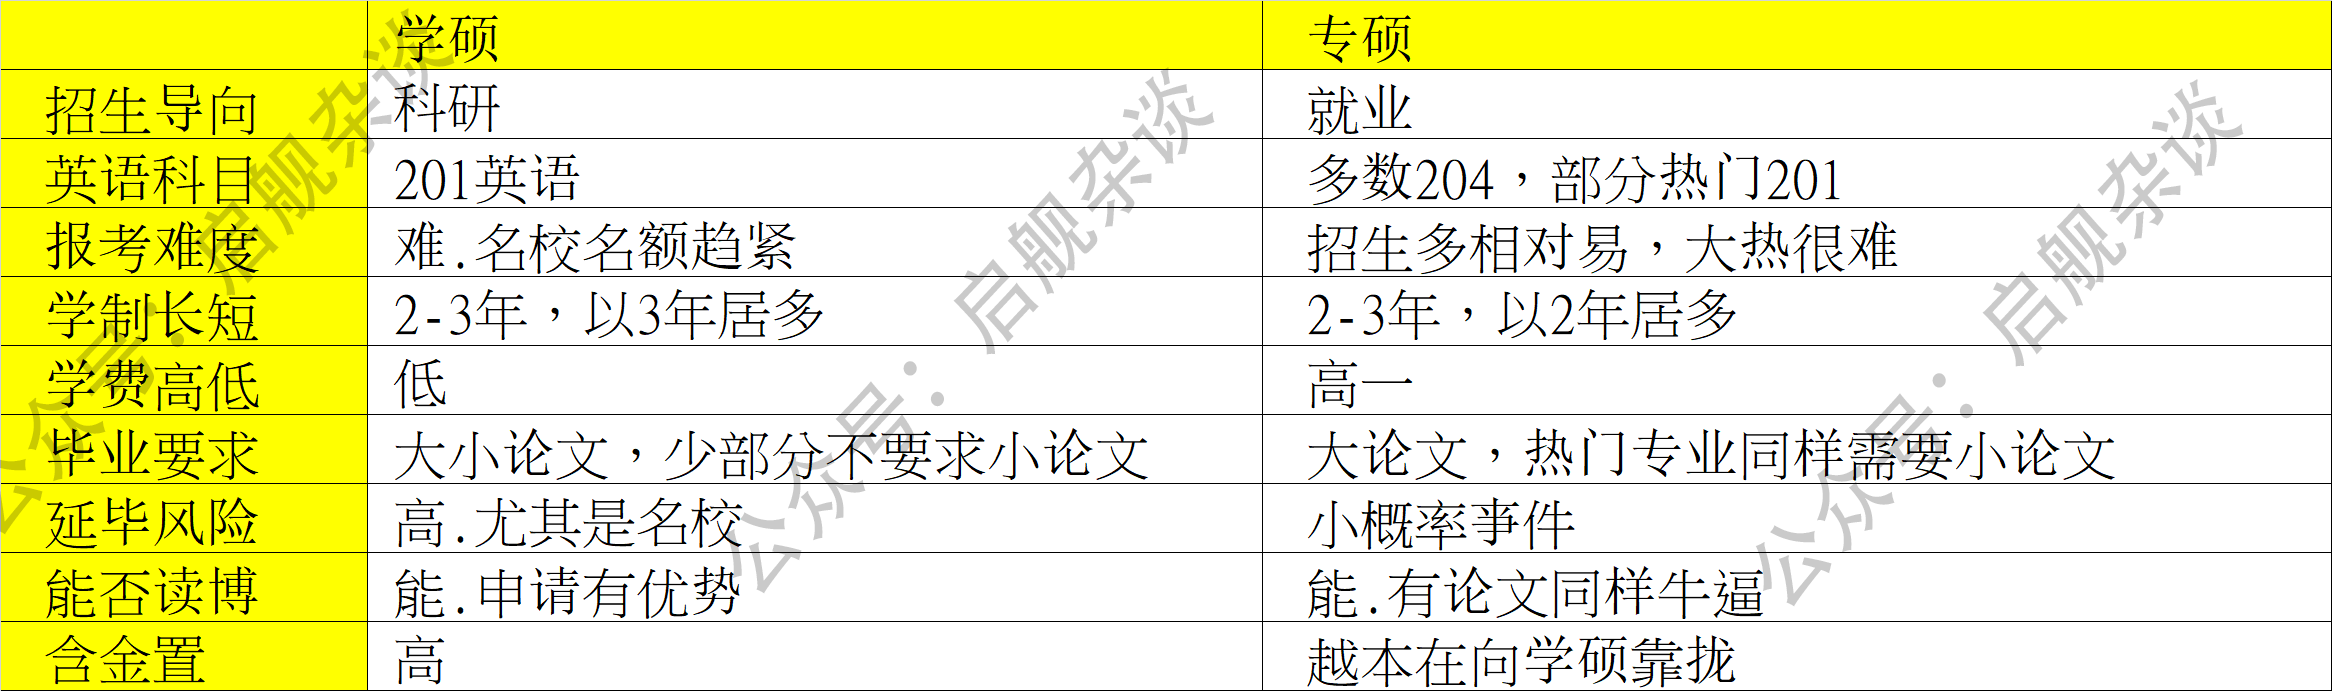 学硕 专硕
招生导向 科研 就业
英语科目 201英语 多数204，部分热门201
报考难度 难.名校名额趋紧 招生多相对易，大热很难
学制长短 2-3年，以3年居多 2-3年，以2年居多
学费高低 低 高一
毕业要求 大小论文，少部分不要求小论文 大论文，热门专业同样需要小论文
延毕风险 高.尤其是名校 小概率事件
能否读博 能.申请有优势 能.有论文同样牛逼
含金置 高 越本在向学硕靠拢
公众号：启舰杂谈
公众号：启舰杂谈
公众号：启舰杂谈